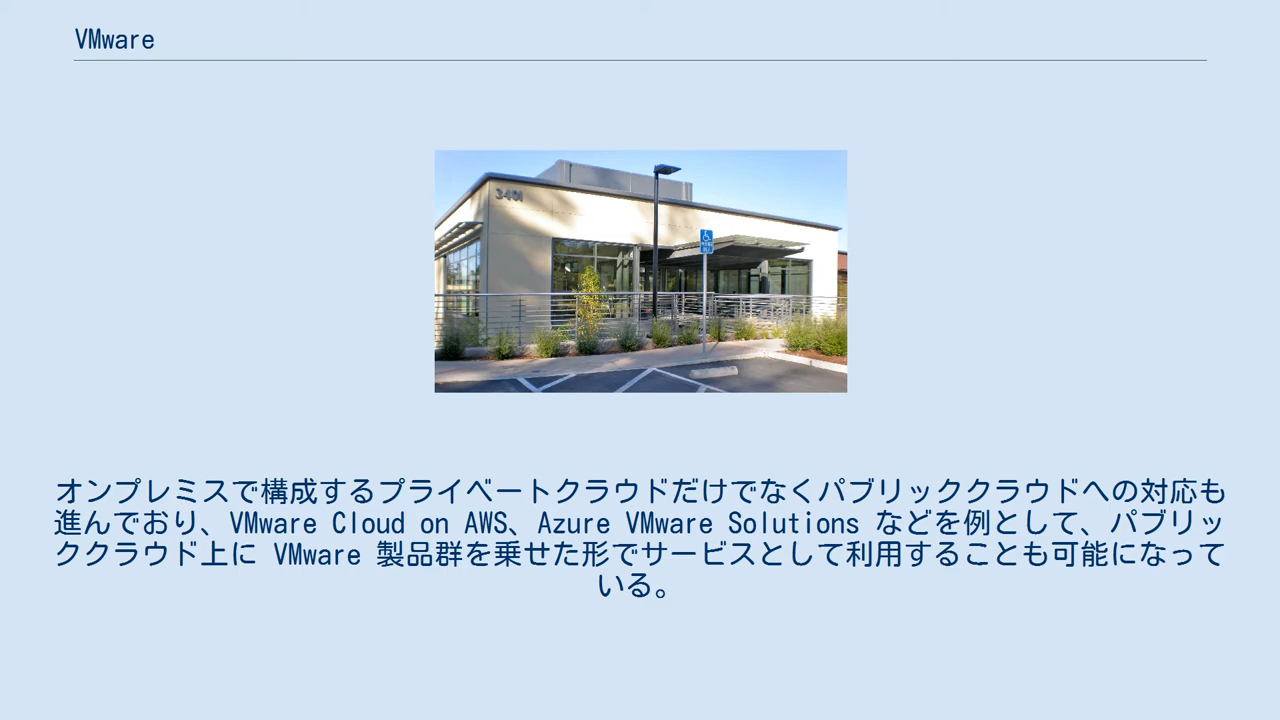 VMware
3401
オンプレミスで構成するプライベートクラウドだけでなくパブリッククラウドへの対応も
進んでおり、VMware Cloud on AWS、Azure VMware Solutions などを例として、パブリッ
ククラウド上に VMware 製品群を乗せた形でサービスとして利用することも可能になって
いる。